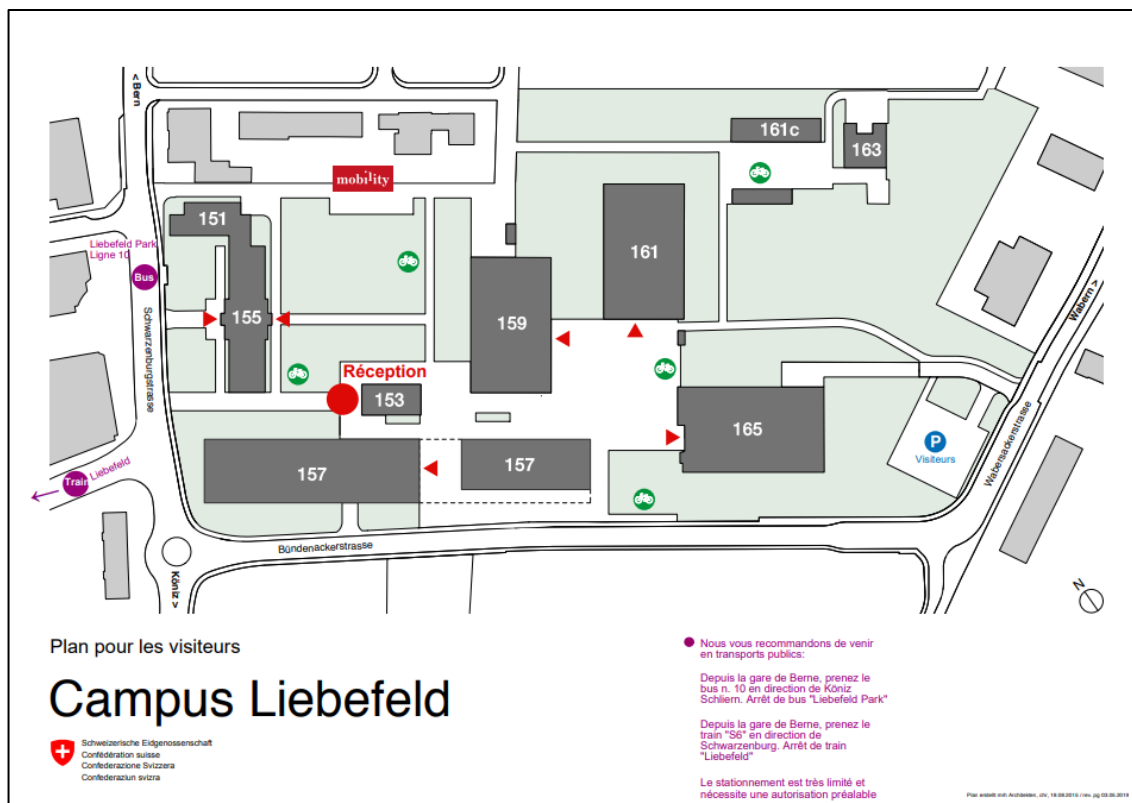 < Bern
161c
163
mobility
151
Liebefeld Park
Ligne 10
Bus
161
Wabern >
155
159
Schwarzenburgstrasse
Réception
153
165
P
Visiteurs
Wabersackerstrasse
Train
Liebefeld
157
157
Bündenackerstrasse
Köniz >
N
Plan pour les visiteurs
Campus Liebefeld
Schweizerische Eidgenossenschaft
Confédération suisse
Confederazione Svizzera
Confederaziun svizra
Nous vous recommandons de venir
en transports publics:
Depuis la gare de Berne, prenez le
bus n. 10 en direction de Köniz
Schliern. Arrêt de bus "Liebefeld Park"
Depuis la gare de Berne, prenez le
train "S6" en direction de
Schwarzenburg. Arrêt de train
"Liebefeld"
Le stationnement est très limité et
nécessite une autorisation préalable